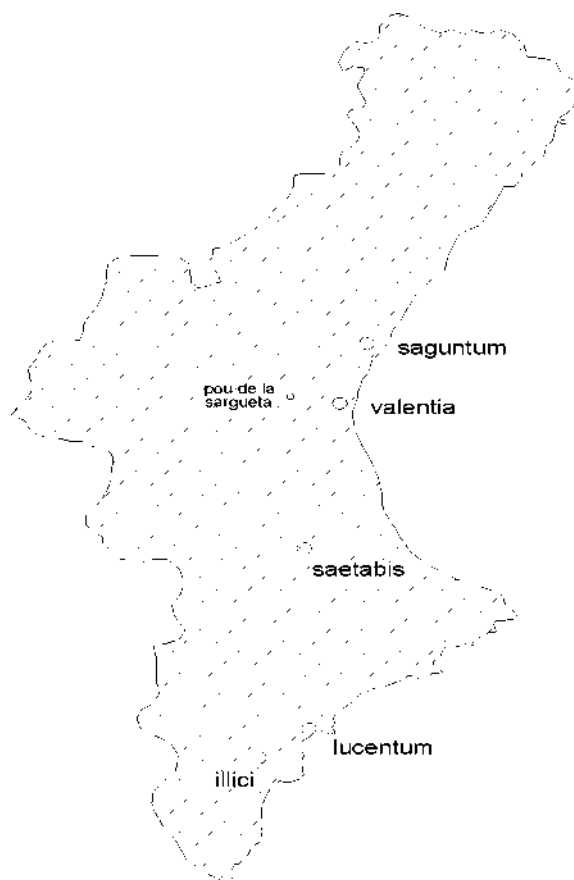 saguntum
pou de la
sargueta
valentia
saetabis
lucentum
illici